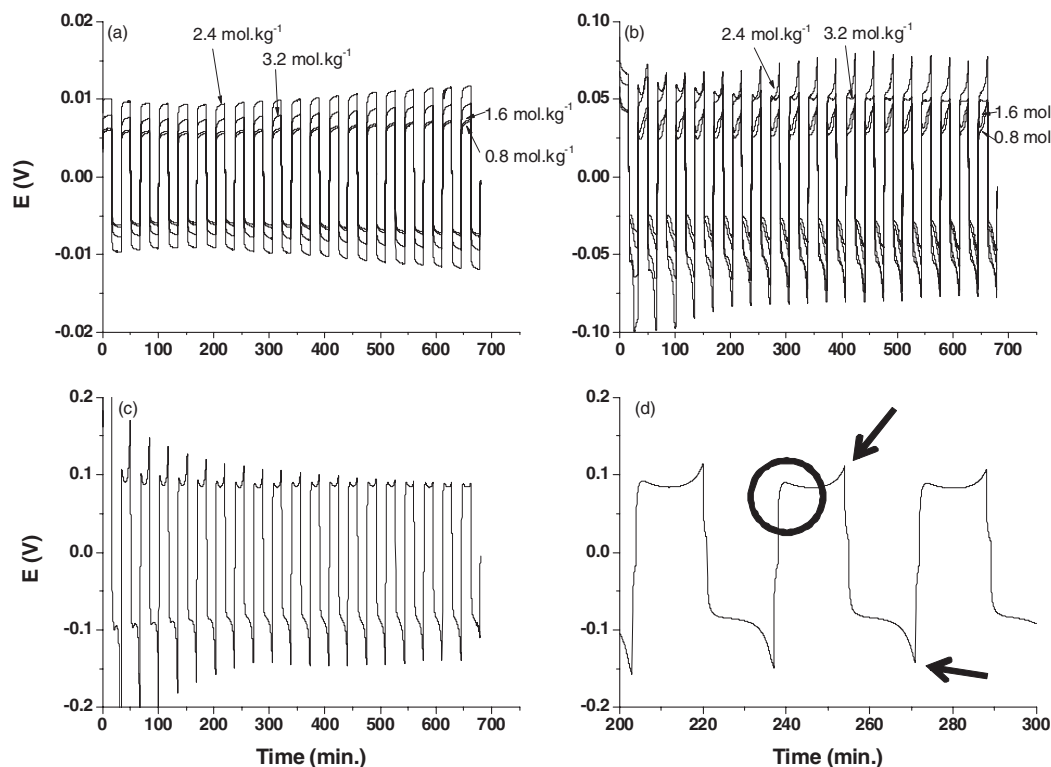 (a)
2.4 mol.kg⁻¹
3.2 mol.kg⁻¹
1.6 mol.kg⁻¹
0.8 mol.kg⁻¹
0.02
0.01
0.00
-0.01
-0.02
0 100 200 300 400 500 600 700
E (V)
(b)
2.4 mol.kg⁻¹
3.2 mol.kg⁻¹
1.6 mol
0.8 mol
0.10
0.05
0.00
-0.05
-0.10
0 100 200 300 400 500 600 700
(c)
0.2
0.1
0.0
-0.1
-0.2
0 100 200 300 400 500 600 700
E (V)
Time (min.)
(d)
0.2
0.1
0.0
-0.1
-0.2
200 220 240 260 280 300
Time (min.)